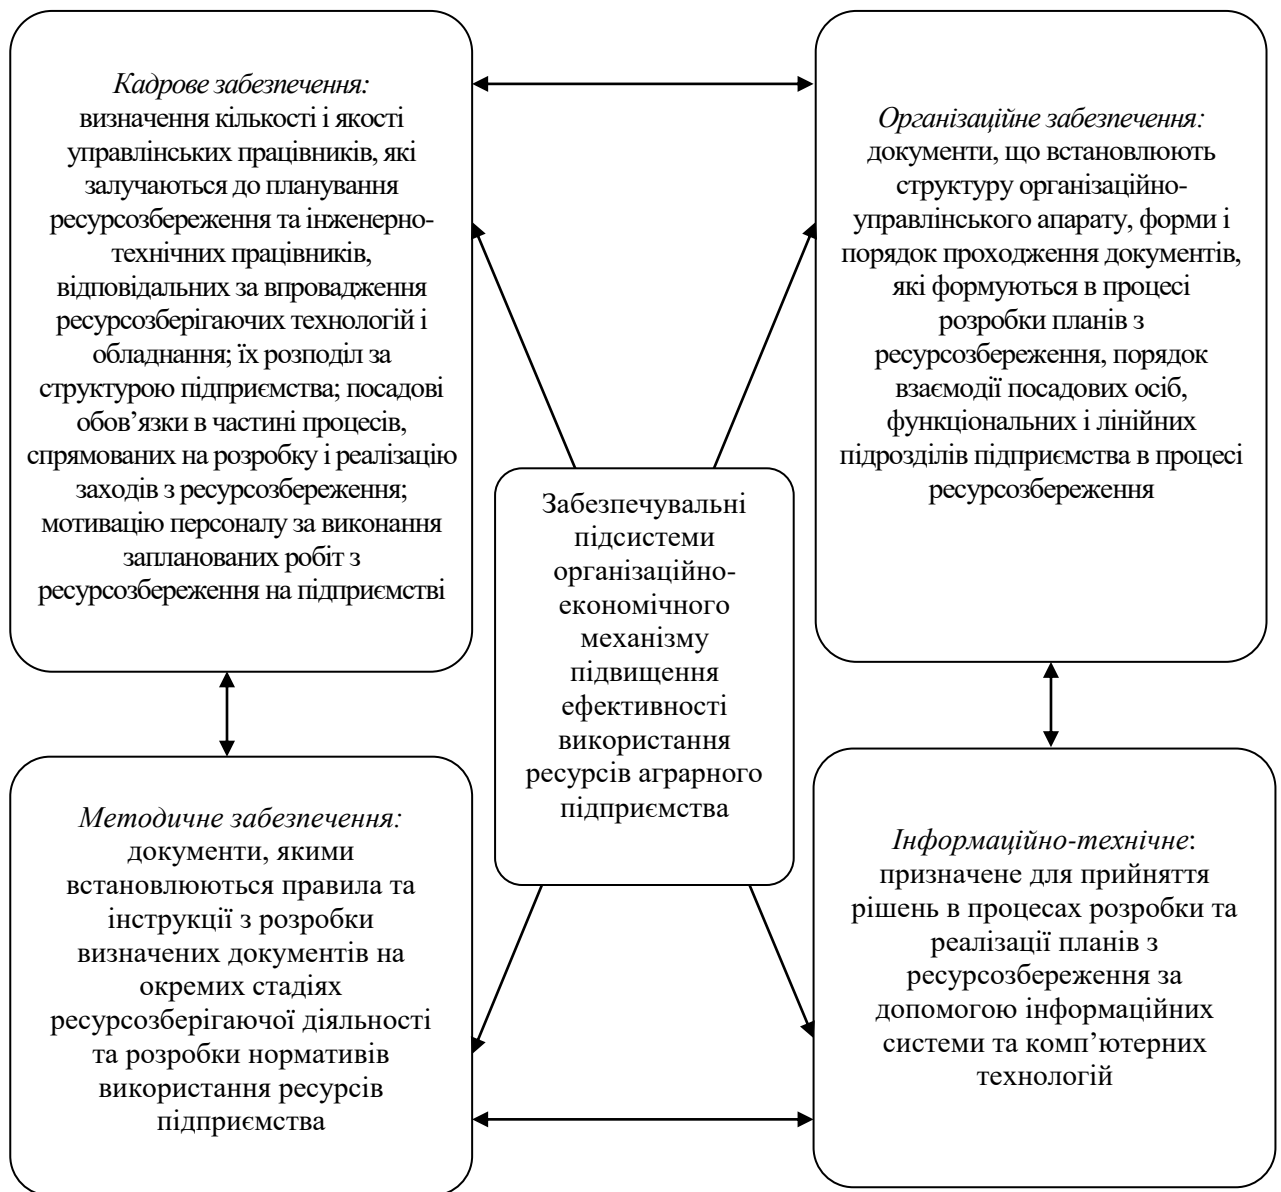 Кадрове забезпечення:
визначення кількості і якості
управлінських працівників, які
залучаються до планування
ресурсозбереження та інженерно-
технічних працівників,
відповідальних за впровадження
ресурсозберігаючих технологій і
обладнання; їх розподіл за
структурою підприємства; посадові
обов’язки в частині процесів,
спрямованих на розробку і реалізацію
заходів з ресурсозбереження;
мотивацію персоналу за виконання
запланованих робіт з
ресурсозбереження на підприємстві
Організаційне забезпечення:
документи, що встановлюють
структуру організаційно-
управлінського апарату, форми і
порядок проходження документів,
які формуються в процесі
розробки планів з
ресурсозбереження, порядок
взаємодії посадових осіб,
функціональних і лінійних
підрозділів підприємства в процесі
ресурсозбереження
Забезпечувальні
підсистеми
організаційно-
економічного
механізму
підвищення
ефективності
використання
ресурсів аграрного
підприємства
Методичне забезпечення:
документи, якими
встановлюються правила та
інструкції з розробки
визначених документів на
окремих стадіях
ресурсозберігаючої діяльності
та розробки нормативів
використання ресурсів
підприємства
Інформаційно-технічне:
призначене для прийняття
рішень в процесах розробки та
реалізації планів з
ресурсозбереження за
допомогою інформаційних
системи та комп’ютерних
технологій